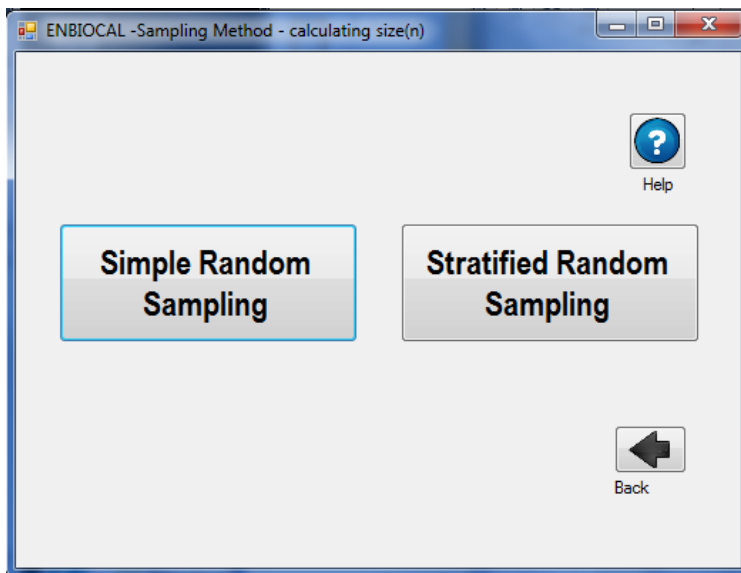 ENBIOCAL -Sampling Method - calculating size(n)
?
Help
Simple Random
Sampling
Stratified Random
Sampling
Back